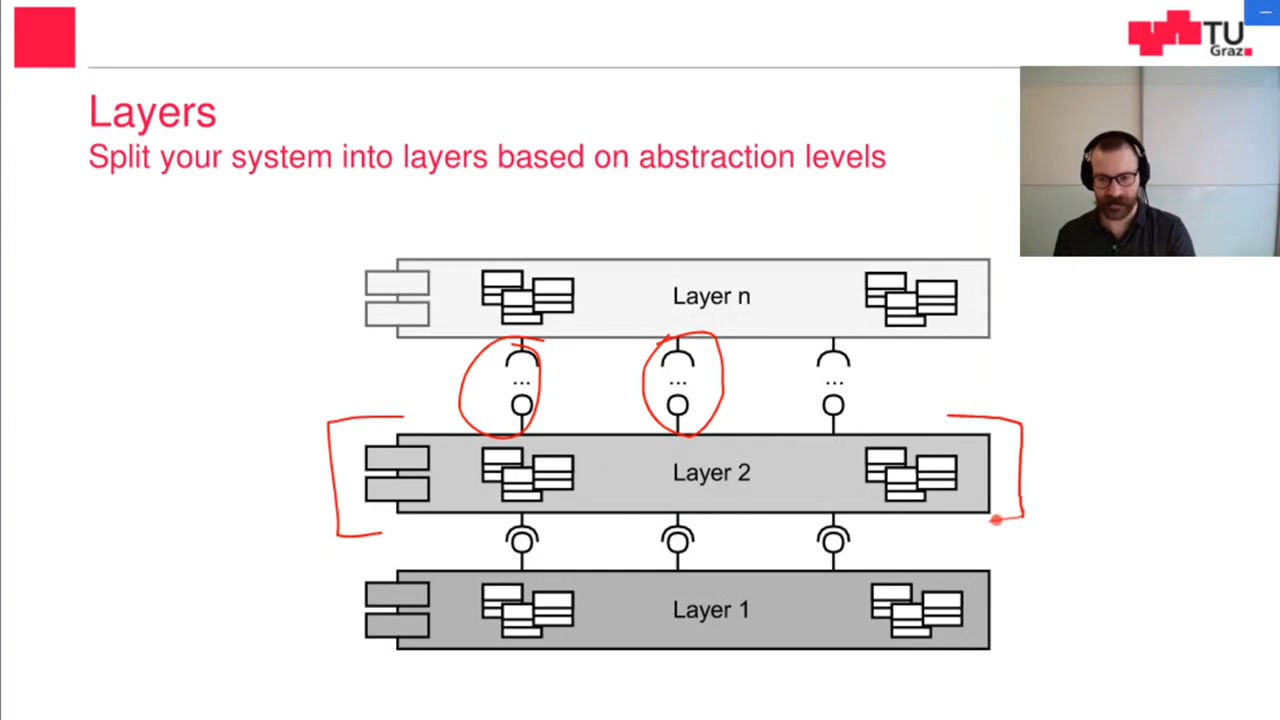 TU
Graz
Layers
Split your system into layers based on abstraction levels
Layer n
... ... ...
Layer 2
Layer 1